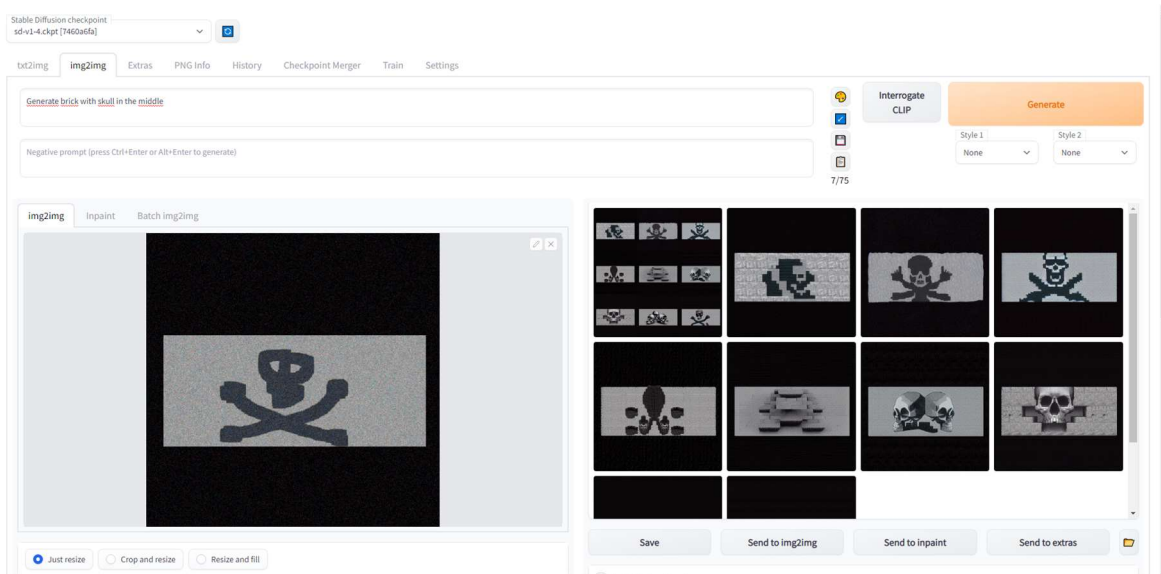 Stable Diffusion checkpoint
sd-v1-4.ckpt [7460a6fa]
txt2img img2img Extras PNG Info History Checkpoint Merger Train Settings
Generate brick with skull in the middle
Negative prompt (press Ctrl+Enter or Alt+Enter to generate)
7/75
Interrogate
CLIP
Generate
Style 1 Style 2
None None
img2img Inpaint Batch img2img
Save Send to img2img Send to inpaint Send to extras
Just resize Crop and resize Resize and fill